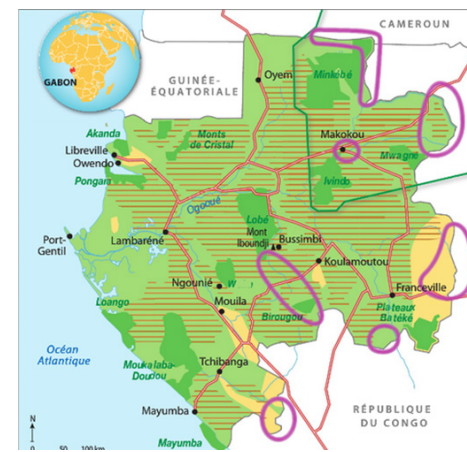 CAMEROUN
GABON
GUINÉE-
ÉQUATORIALE
Oyem
Minkébé
Akanda
Monts
de Cristal
Makokou
Libreville
Owendo
Mwagné
Pongara
Ivindo
Ogooué
Lobé
Port-
Gentil
Lambaréné
Mont
Iboundji
Bussimbi
Koulamoutou
Ngounié
W
Franceville
Loango
Mouila
Birougou
Plateaux
Batéké
Océan
Atlantique
Moukalaba-
Doudou
Tchibanga
RÉPUBLIQUE
DU CONGO
Mayumba
N
Mayumba
0 50 100 km